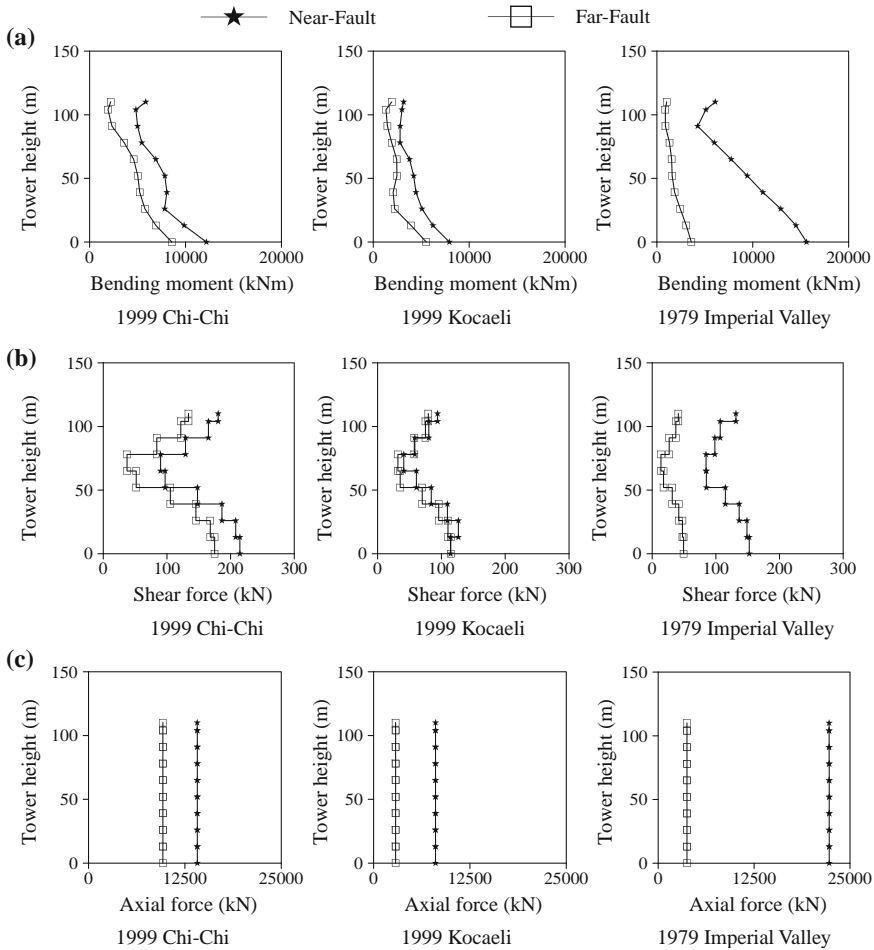 Near-Fault Far-Fault
(a)
150 150 150
Tower height (m) Tower height (m) Tower height (m)
100 100 100
50 50 50
0 0 0
0 10000 20000 0 10000 20000 0 10000 20000
Bending moment (kNm) Bending moment (kNm) Bending moment (kNm)
1999 Chi-Chi 1999 Kocaeli 1979 Imperial Valley
(b)
150 150 150
Tower height (m) Tower height (m) Tower height (m)
100 100 100
50 50 50
0 0 0
0 100 200 300 0 100 200 300 0 100 200 300
Shear force (kN) Shear force (kN) Shear force (kN)
1999 Chi-Chi 1999 Kocaeli 1979 Imperial Valley
(c)
150 150 150
Tower height (m) Tower height (m) Tower height (m)
100 100 100
50 50 50
0 0 0
0 12500 25000 0 12500 25000 0 12500 25000
Axial force (kN) Axial force (kN) Axial force (kN)
1999 Chi-Chi 1999 Kocaeli 1979 Imperial Valley